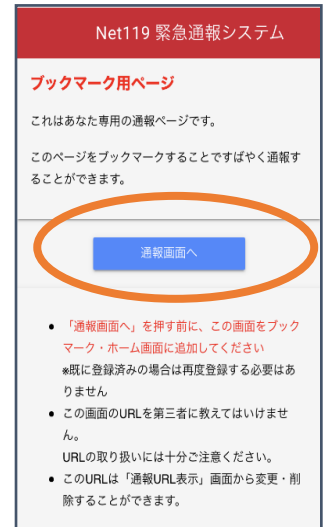 Net119 緊急通報システム
ブックマーク用ページ
これはあなた専用の通報ページです。
このページをブックマークすることですばやく通報す
ることができます。
通報画面へ
• 「通報画面へ」を押す前に、この画面をブック
マーク・ホーム画面に追加してください
※既に登録済みの場合は再度登録する必要はあ
りません
• この画面のURLを第三者に教えてはいけませ
ん。
URLの取り扱いには十分ご注意ください。
• このURLは「通報URL表示」画面から変更・削
除することができます。